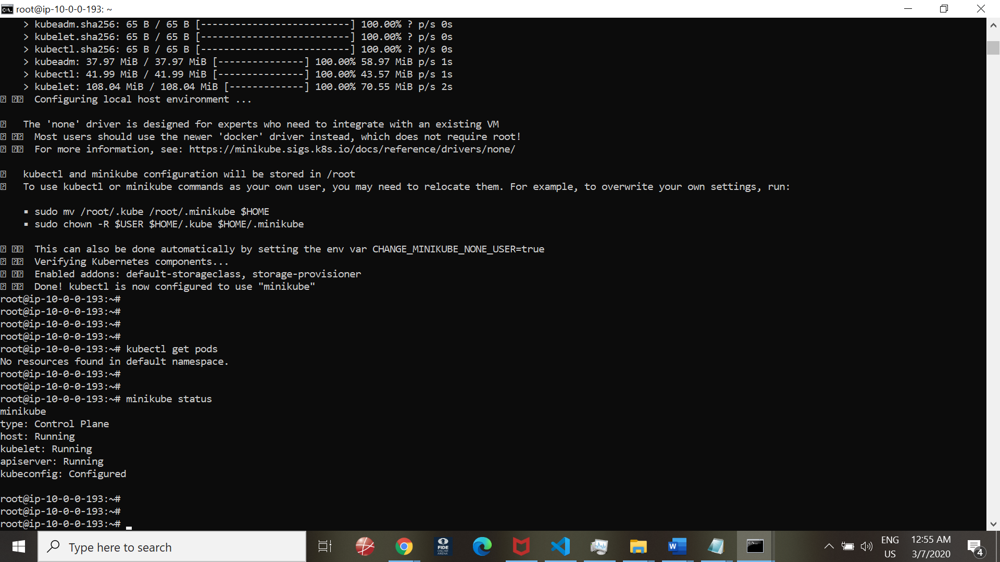 root@ip-10-0-0-193: ~
> kubeadm.sha256: 65 B / 65 B [--------------------------] 100.00% ? p/s 0s
> kubelet.sha256: 65 B / 65 B [--------------------------] 100.00% ? p/s 0s
> kubectl.sha256: 65 B / 65 B [--------------------------] 100.00% ? p/s 0s
> kubeadm: 37.97 MiB / 37.97 MiB [---------------] 100.00% 58.97 MiB p/s 1s
> kubectl: 41.99 MiB / 41.99 MiB [---------------] 100.00% 43.57 MiB p/s 1s
> kubelet: 108.04 MiB / 108.04 MiB [-------------] 100.00% 70.55 MiB p/s 2s
Configuring local host environment ...
The 'none' driver is designed for experts who need to integrate with an existing VM
Most users should use the newer 'docker' driver instead, which does not require root!
For more information, see: https://minikube.sigs.k8s.io/docs/reference/drivers/none/
kubectl and minikube configuration will be stored in /root
To use kubectl or minikube commands as your own user, you may need to relocate them. For example, to overwrite your own settings, run:
▪ sudo mv /root/.kube /root/.minikube $HOME
▪ sudo chown -R $USER $HOME/.kube $HOME/.minikube
This can also be done automatically by setting the env var CHANGE_MINIKUBE_NONE_USER=true
Verifying Kubernetes components...
Enabled addons: default-storageclass, storage-provisioner
Done! kubectl is now configured to use "minikube"
root@ip-10-0-0-193:~#
root@ip-10-0-0-193:~#
root@ip-10-0-0-193:~#
root@ip-10-0-0-193:~#
root@ip-10-0-0-193:~# kubectl get pods
No resources found in default namespace.
root@ip-10-0-0-193:~#
root@ip-10-0-0-193:~#
root@ip-10-0-0-193:~# minikube status
minikube
type: Control Plane
host: Running
kubelet: Running
apiserver: Running
kubeconfig: Configured
root@ip-10-0-0-193:~#
root@ip-10-0-0-193:~#
root@ip-10-0-0-193:~#
Type here to search
FIDE
ONLINE
ARENA
W
ENG
US
12:55 AM
3/7/2020
4